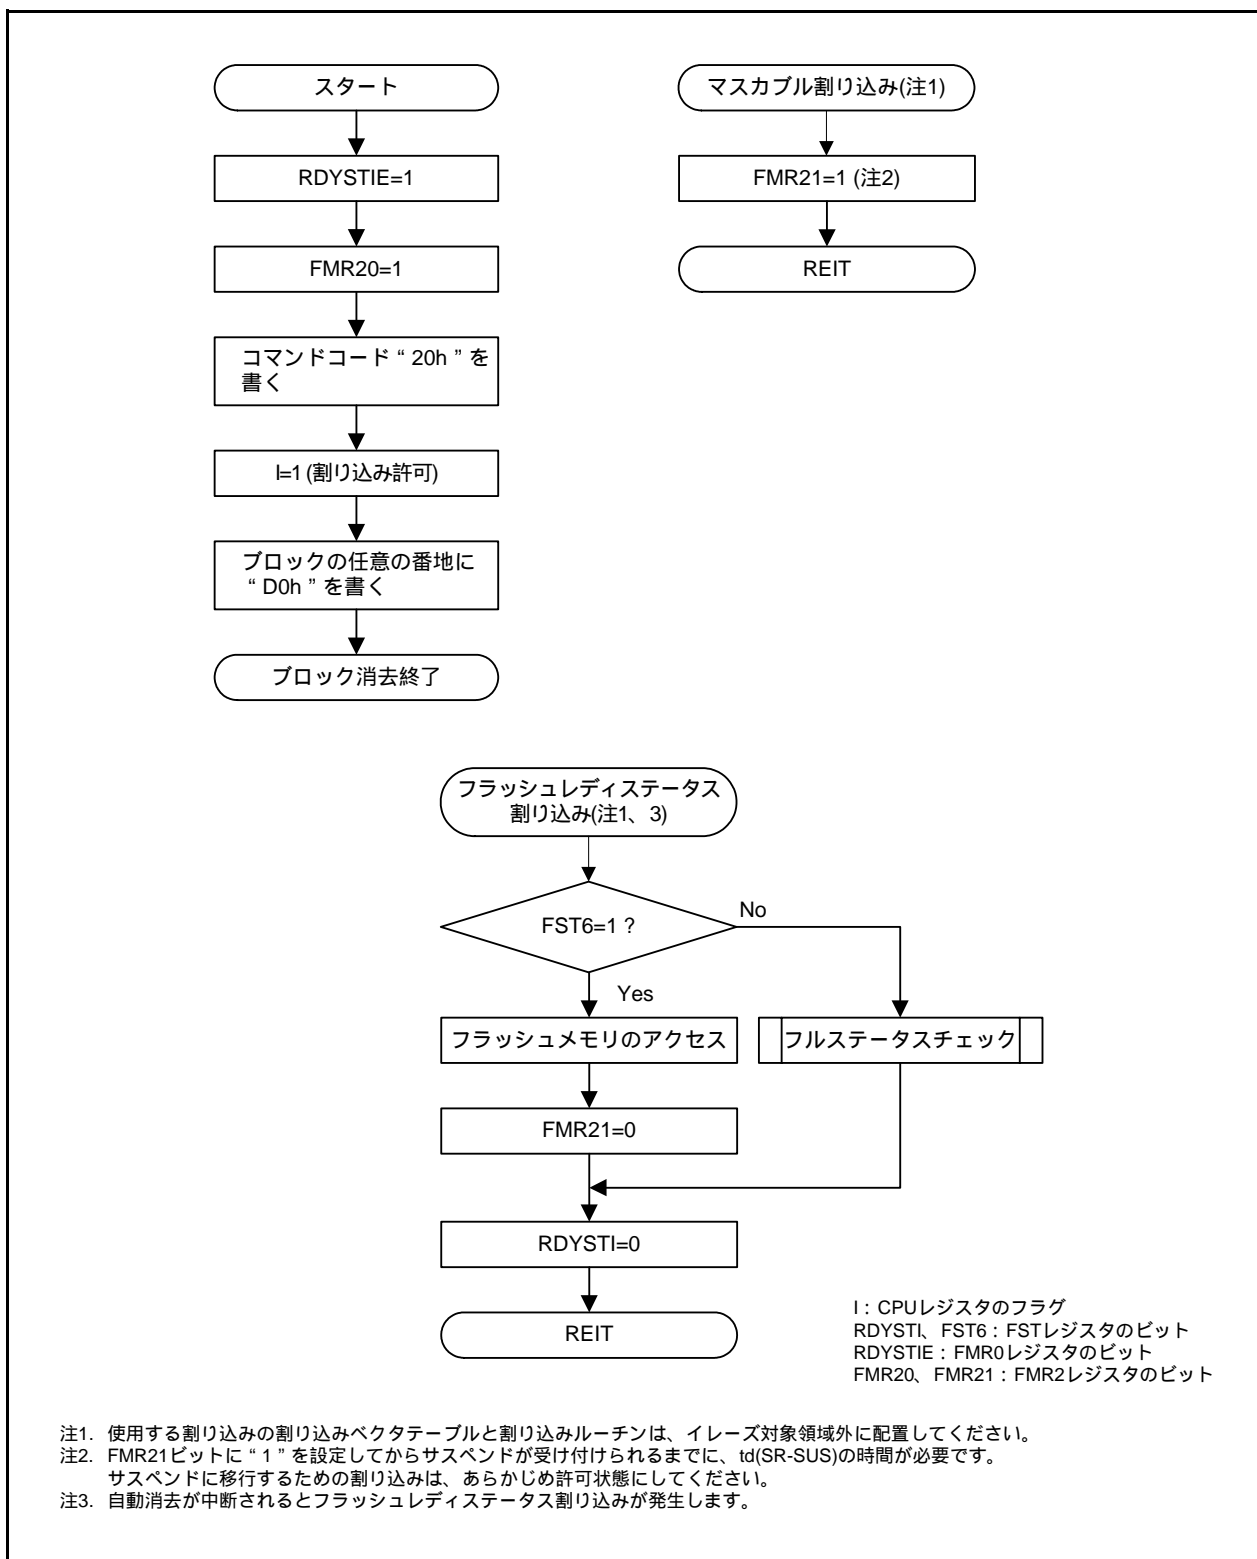 スタート
RDYSTIE=1
FMR20=1
コマンドコード“ 20h ”を
書く
I=1 (割り込み許可)
ブロックの任意の番地に
“ D0h ”を書く
ブロック消去終了
マスカブル割り込み(注1)
FMR21=1 (注2)
REIT
フラッシュレディステータス
割り込み(注1、3)
FST6=1 ?
No
Yes
フラッシュメモリのアクセス
フルステータスチェック
FMR21=0
RDYSTI=0
REIT
I : CPUレジスタのフラグ
RDYSTI、FST6 : FSTレジスタのビット
RDYSTIE : FMR0レジスタのビット
FMR20、FMR21 : FMR2レジスタのビット
注1. 使用する割り込みの割り込みベクタテーブルと割り込みルーチンは、イレーズ対象領域外に配置してください。
注2. FMR21ビットに“ 1 ”を設定してからサスペンドが受け付けられるまでに、td(SR-SUS)の時間が必要です。
サスペンドに移行するための割り込みは、あらかじめ許可状態にしてください。
注3. 自動消去が中断されるとフラッシュレディステータス割り込みが発生します。